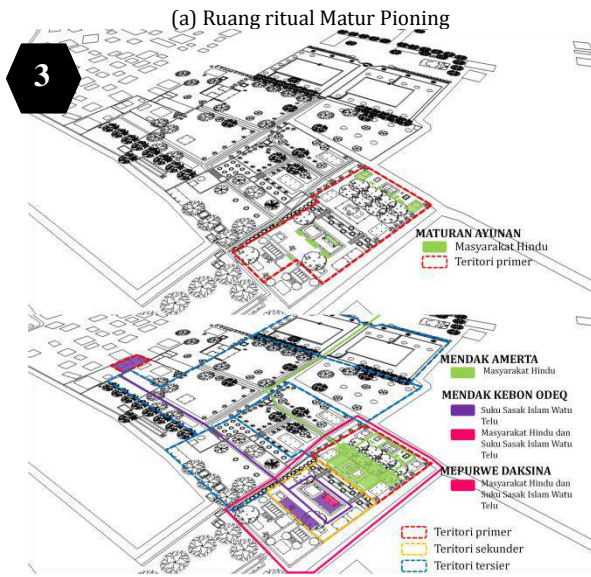 (a) Ruang ritual Matur Pioning
3
MATURAN AYUNAN
Masyarakat Hindu
Teritori primer
MENDAK AMERTA
Masyarakat Hindu
MENDAK KEBON ODEQ
Suku Sasak Islam Watu
Telu
Masyarakat Hindu dan
Suku Sasak Islam Watu
Telu
MEPURWE DAKSINA
Masyarakat Hindu dan
Suku Sasak Islam Watu
Telu
Teritori primer
Teritori sekunder
Teritori tersier